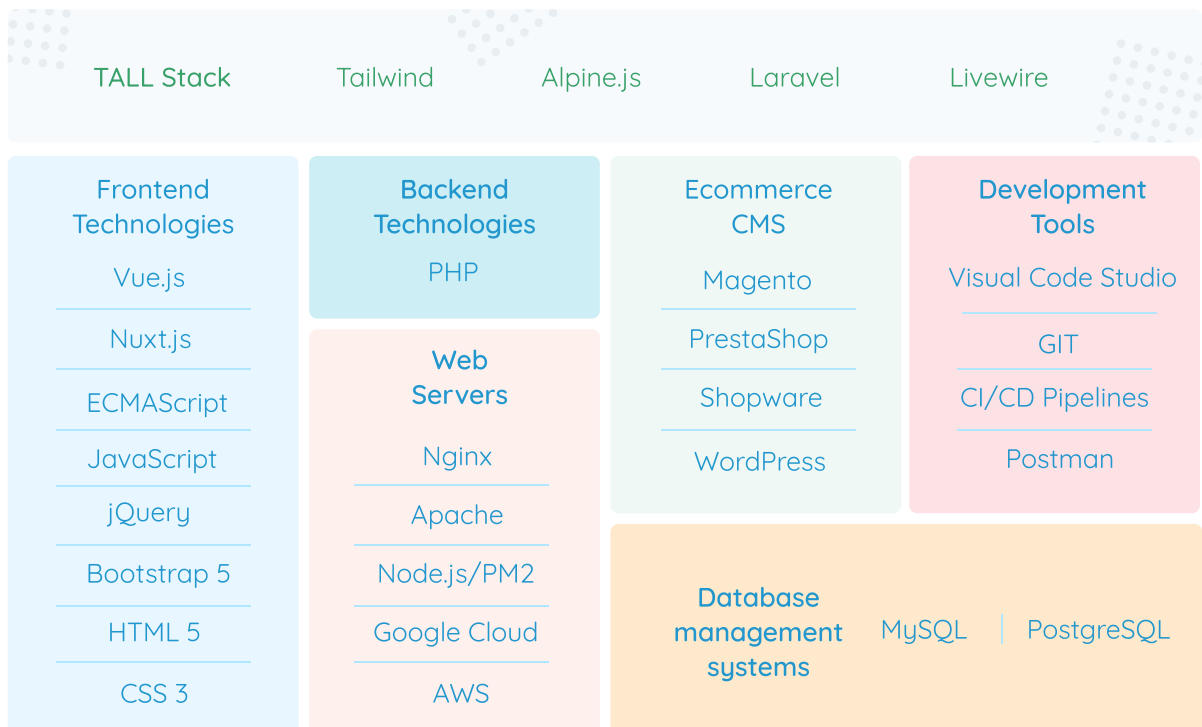 TALL Stack Tailwind Alpine.js Laravel Livewire
Frontend
Technologies
Vue.js
Nuxt.js
ECMAScript
JavaScript
jQuery
Bootstrap 5
HTML 5
CSS 3
Backend
Technologies
PHP
Web
Servers
Nginx
Apache
Node.js/PM2
Google Cloud
AWS
Ecommerce
CMS
Magento
PrestaShop
Shopware
WordPress
Development
Tools
Visual Code Studio
GIT
CI/CD Pipelines
Postman
Database
management
systems
MySQL PostgreSQL